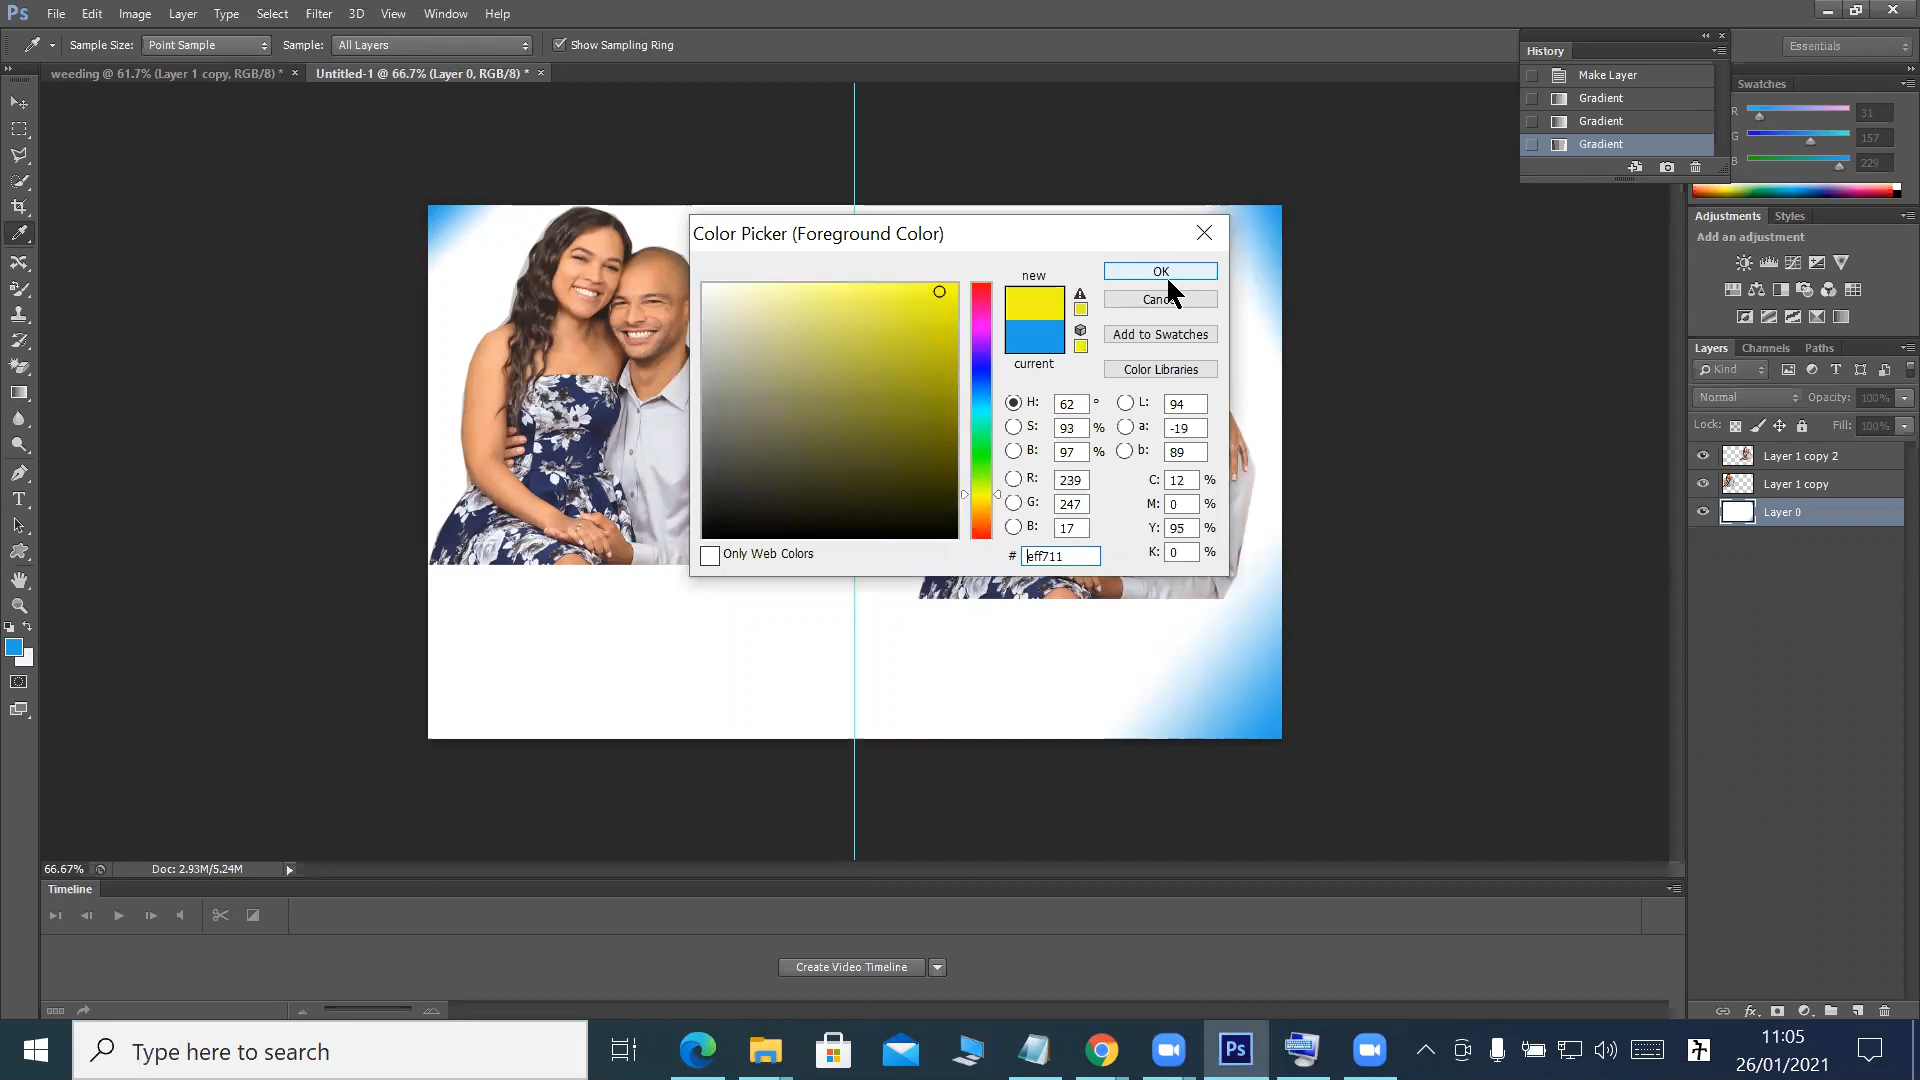 Ps File Edit Image Layer Type Select Filter 3D View Window Help
Sample Size: Point Sample Sample: All Layers Show Sampling Ring Essentials
weeding @ 61.7% (Layer 1 copy, RGB/8) * × Untitled-1 @ 66.7% (Layer 0, RGB/8) * ×
History
Make Layer
Gradient
Gradient
Gradient
Swatches
R 31
G 157
B 229
Adjustments Styles
Add an adjustment
Layers Channels Paths
Kind
Normal Opacity: 100%
Lock: Fill: 100%
Layer 1 copy 2
Layer 1 copy
Layer 0
Color Picker (Foreground Color)
new
current
OK
Cancel
Add to Swatches
Color Libraries
H: 62 ° L: 94
S: 93 % a: -19
B: 97 % b: 89
R: 239 C: 12 %
G: 247 M: 0 %
B: 17 Y: 95 %
K: 0 %
Only Web Colors
# eff711
66.67% Doc: 2.93M/5.24M
Timeline
Create Video Timeline
Type here to search
Ps
11:05
26/01/2021